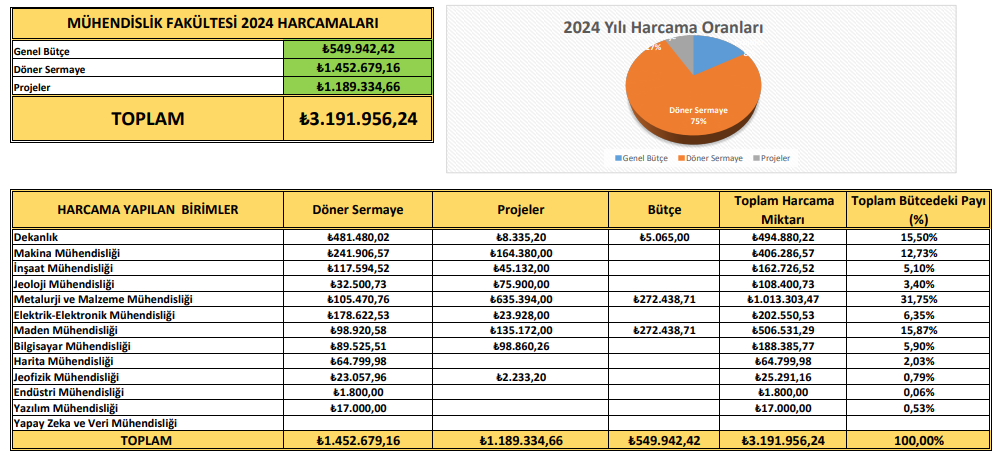 MÜHENDİSLİK FAKÜLTESİ 2024 HARCAMALARI
Genel Bütçe ₺549.942,42
Döner Sermaye ₺1.452.679,16
Projeler ₺1.189.334,66
TOPLAM ₺3.191.956,24
2024 Yılı Harcama Oranları
Döner Sermaye
75%
Genel Bütçe Döner Sermaye Projeler
HARCAMA YAPILAN BİRİMLER Döner Sermaye Projeler Bütçe Toplam Harcama Miktarı Toplam Bütcedeki Payı (%)
Dekanlık ₺481.480,02 ₺8.335,20 ₺5.065,00 ₺494.880,22 15,50%
Makina Mühendisliği ₺241.906,57 ₺164.380,00 ₺406.286,57 12,73%
İnşaat Mühendisliği ₺117.594,52 ₺45.132,00 ₺162.726,52 5,10%
Jeoloji Mühendisliği ₺32.500,73 ₺75.900,00 ₺108.400,73 3,40%
Metalurji ve Malzeme Mühendisliği ₺105.470,76 ₺635.394,00 ₺272.438,71 ₺1.013.303,47 31,75%
Elektrik-Elektronik Mühendisliği ₺178.622,53 ₺23.928,00 ₺202.550,53 6,35%
Maden Mühendisliği ₺98.920,58 ₺135.172,00 ₺272.438,71 ₺506.531,29 15,87%
Bilgisayar Mühendisliği ₺89.525,51 ₺98.860,26 ₺188.385,77 5,90%
Harita Mühendisliği ₺64.799,98 ₺64.799,98 2,03%
Jeofizik Mühendisliği ₺23.057,96 ₺2.233,20 ₺25.291,16 0,79%
Endüstri Mühendisliği ₺1.800,00 ₺1.800,00 0,06%
Yazılım Mühendisliği ₺17.000,00 ₺17.000,00 0,53%
Yapay Zeka ve Veri Mühendisliği
TOPLAM ₺1.452.679,16 ₺1.189.334,66 ₺549.942,42 ₺3.191.956,24 100,00%